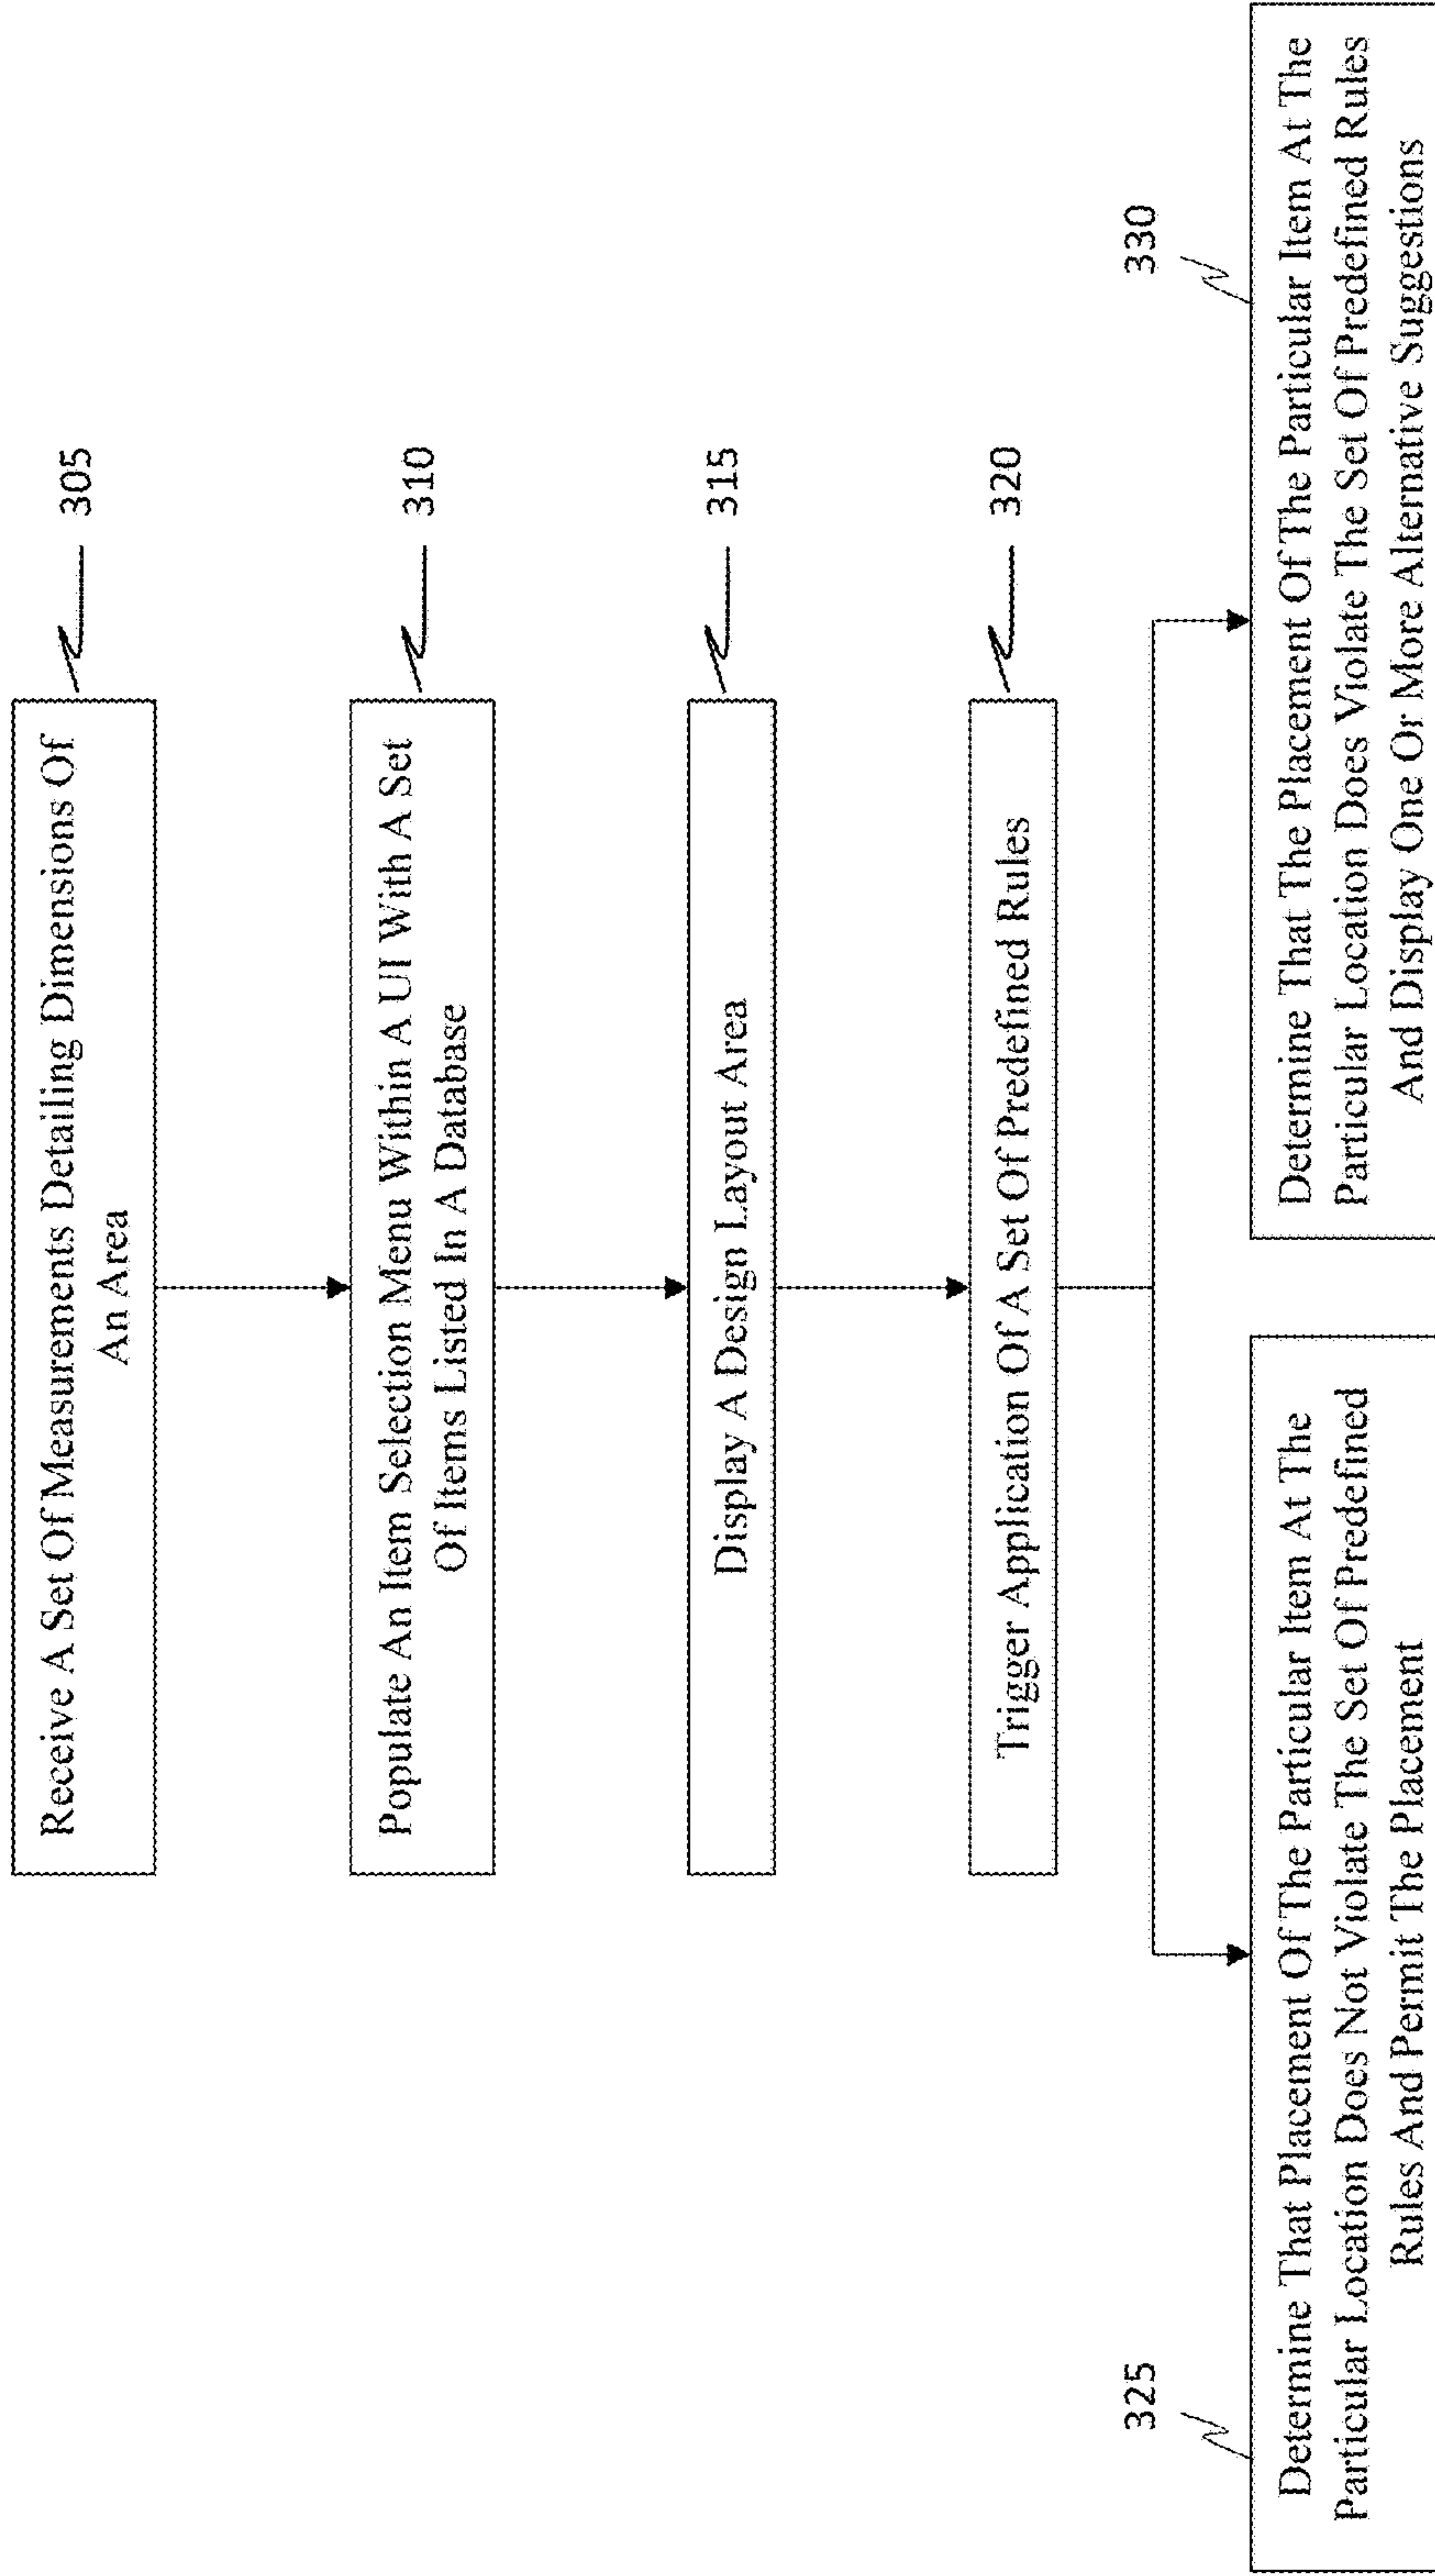 Receive A Set Of Measurements Detailing Dimensions Of
An Area
305
Populate An Item Selection Menu Within A UI With A Set
Of Items Listed In A Database
310
Display A Design Layout Area
315
Trigger Application Of A Set Of Predefined Rules
320
325
Determine That Placement Of The Particular Item At The
Particular Location Does Not Violate The Set Of Predefined
Rules And Permit The Placement
330
Determine That The Placement Of The Particular Item At The
Particular Location Does Violate The Set Of Predefined Rules
And Display One Or More Alternative Suggestions